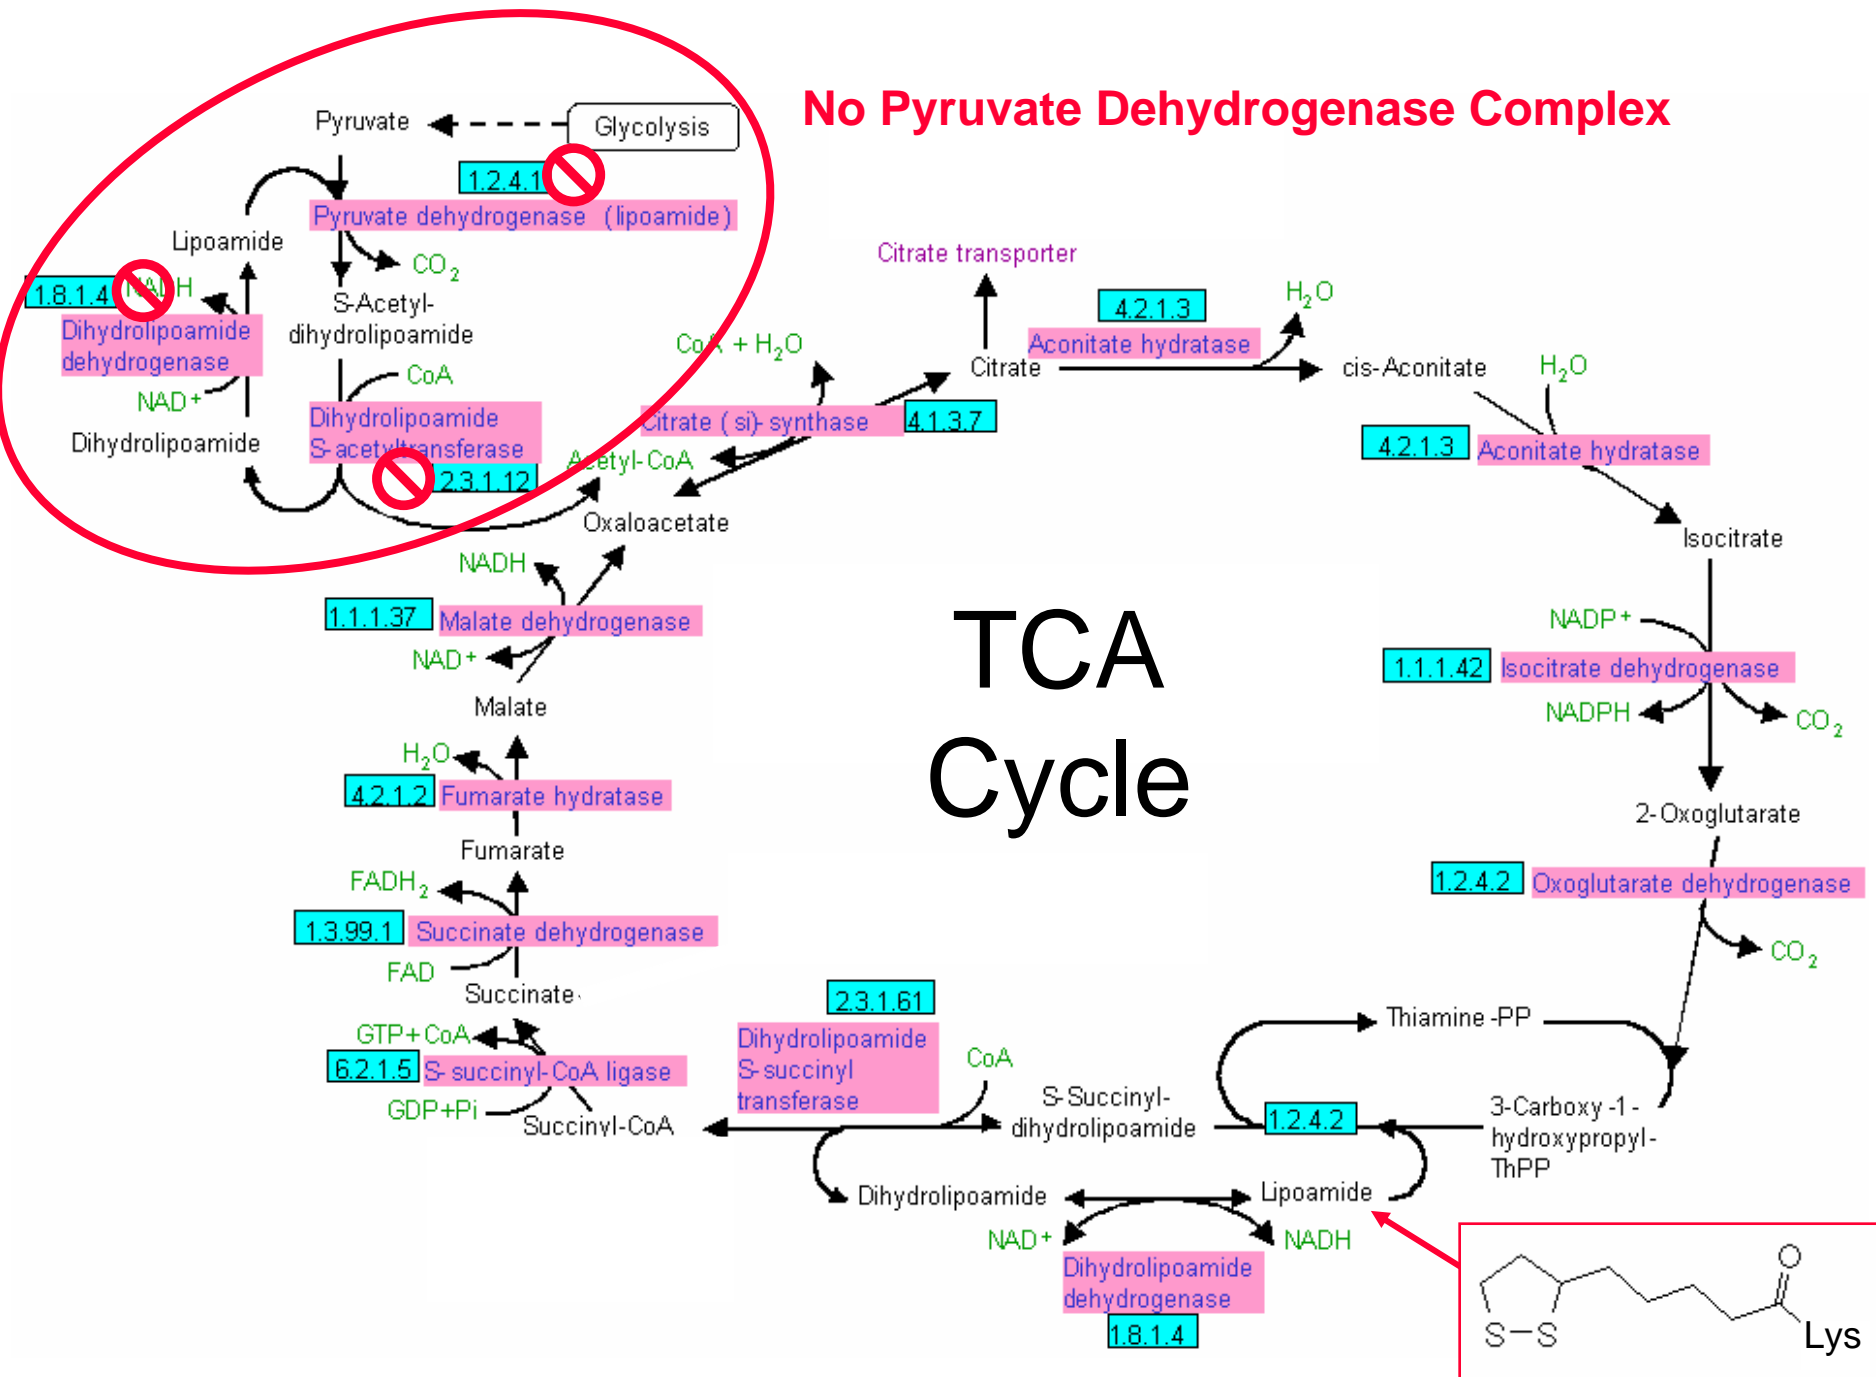 No Pyruvate Dehydrogenase Complex
Pyruvate
Glycolysis
1.2.4.1
Pyruvate dehydrogenase (lipoamide)
Lipoamide
CO2
1.8.1.4
NADH
S-Acetyl-
dihydrolipoamide
Dihydrolipoamide
dehydrogenase
NAD+
CoA
Dihydrolipoamide
Dihydrolipoamide
S-acetyltransferase
2.3.1.12
Citrate transporter
4.2.1.3
H2O
Aconitate hydratase
CoA + H2O
Citrate
cis-Aconitate
H2O
Citrate (si)-synthase
4.1.3.7
4.2.1.3
Aconitate hydratase
Acetyl-CoA
Oxaloacetate
Isocitrate
NADH
1.1.1.37
Malate dehydrogenase
NAD+
Malate
TCA
Cycle
NADP+
1.1.1.42
Isocitrate dehydrogenase
NADPH
CO2
H2O
4.2.1.2
Fumarate hydratase
Fumarate
2-Oxoglutarate
FADH2
1.3.99.1
Succinate dehydrogenase
FAD
Succinate
1.2.4.2
Oxoglutarate dehydrogenase
CO2
GTP+CoA
6.2.1.5
S-succinyl-CoA ligase
GDP+Pi
Succinyl-CoA
2.3.1.61
Dihydrolipoamide
S-succinyl
transferase
CoA
S-Succinyl-
dihydrolipoamide
Thiamine-PP
1.2.4.2
3-Carboxy-1-
hydroxypropyl-
ThPP
Dihydrolipoamide
Lipoamide
NAD+
NADH
Dihydrolipoamide
dehydrogenase
1.8.1.4
O
S-S
Lys